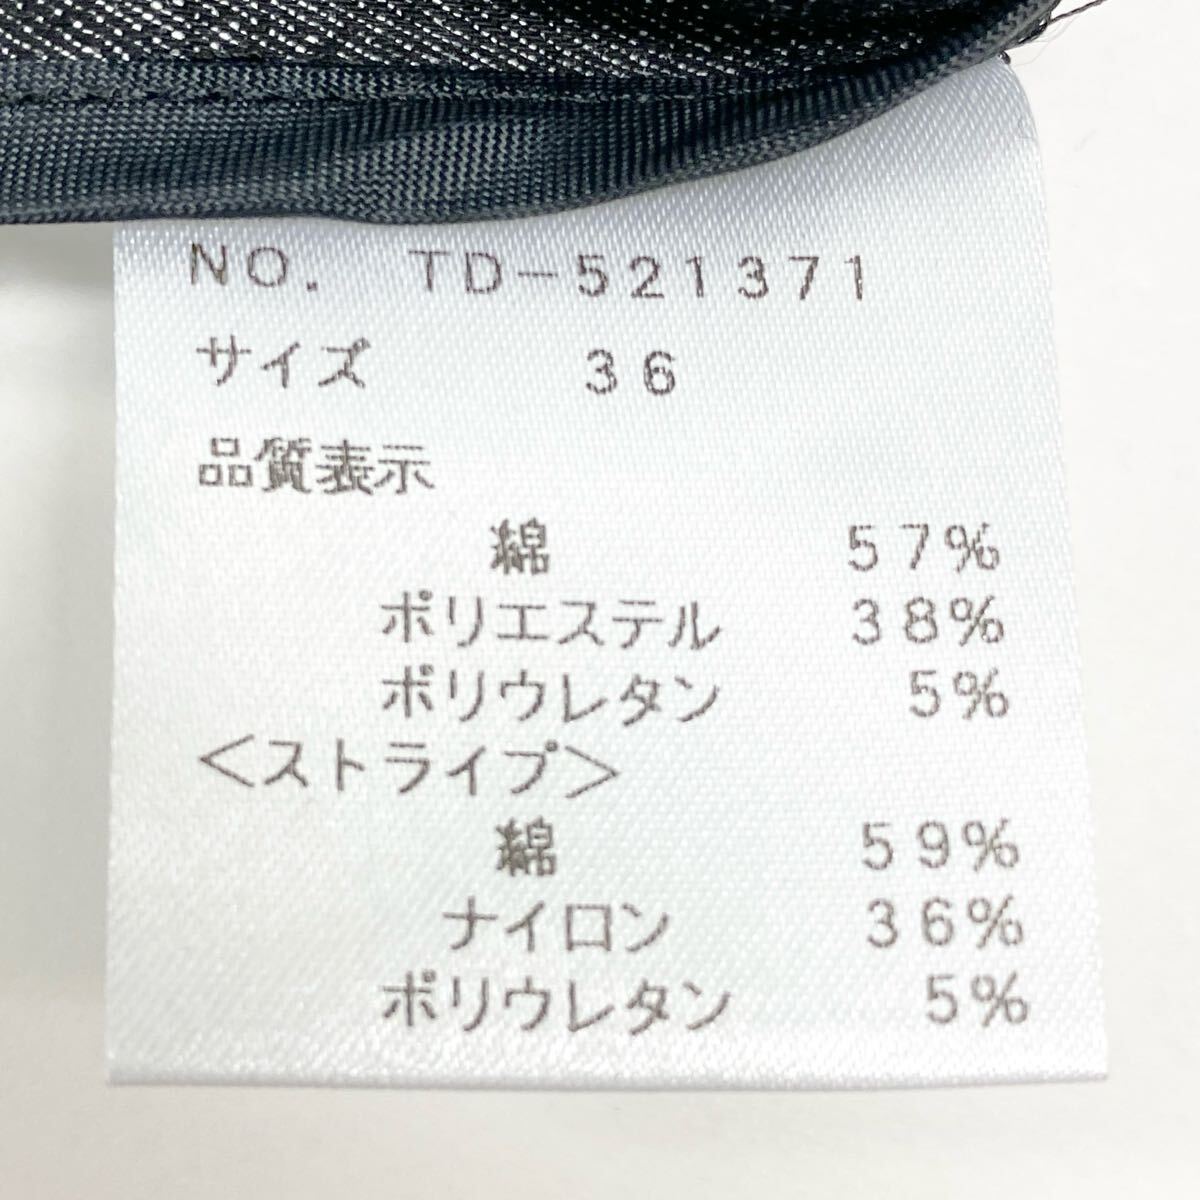 NO. TD-521371
サイズ 36
品質表示
綿 57%
ポリエステル 38%
ポリウレタン 5%
<ストライプ>
綿 59%
ナイロン 36%
ポリウレタン 5%